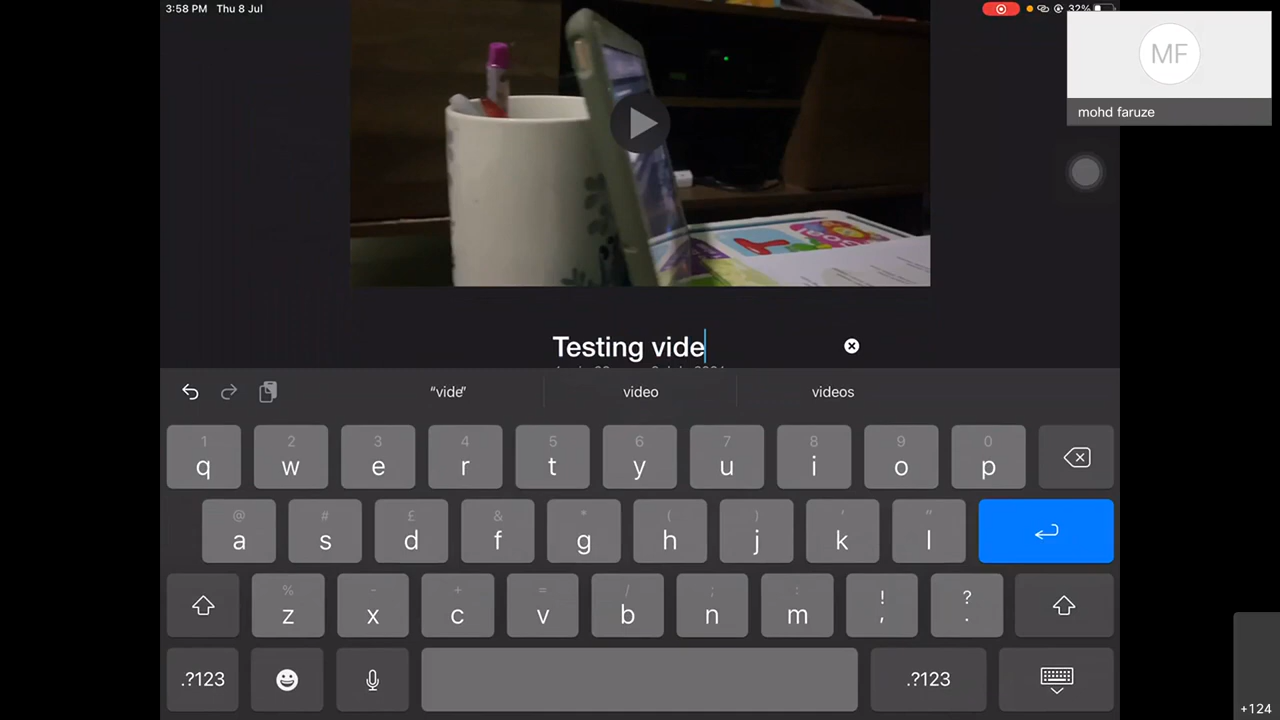 3:58 PM Thu 8 Jul
32%
MF
mohd faruze
Testing vide
“vide” video videos
1 2 3 4 5 6 7 8 9 0
q w e r t y u i o p
@ # £ & * ( ) ' "
a s d f g h j k l
% - + = / ; : ! ?
z x c v b n m , .
.?123 .?123
+124